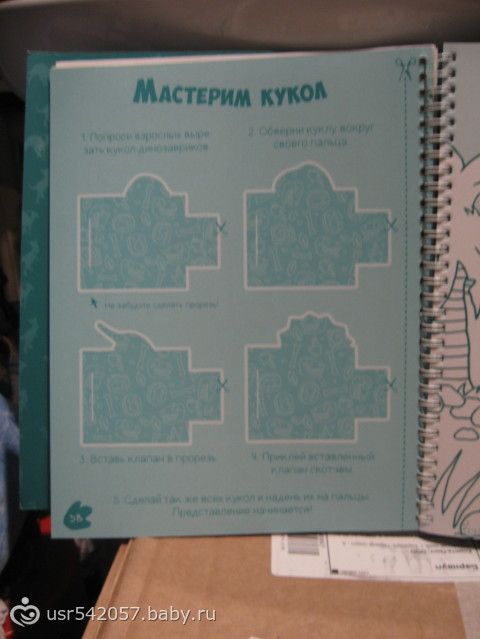 Мастерим кукол
1. Попроси взрослых выре-
зать кукол-динозавриков.
2. Оберни куклу вокруг
своего пальца.
Не забудьте сделать прорезь!
3. Вставь клапан в прорезь.
4. Приклей вставленный
клапан скотчем.
5. Сделай так же всех кукол и надень их на пальцы.
Представление начинается!
Барнаул
usr542057.baby.ru